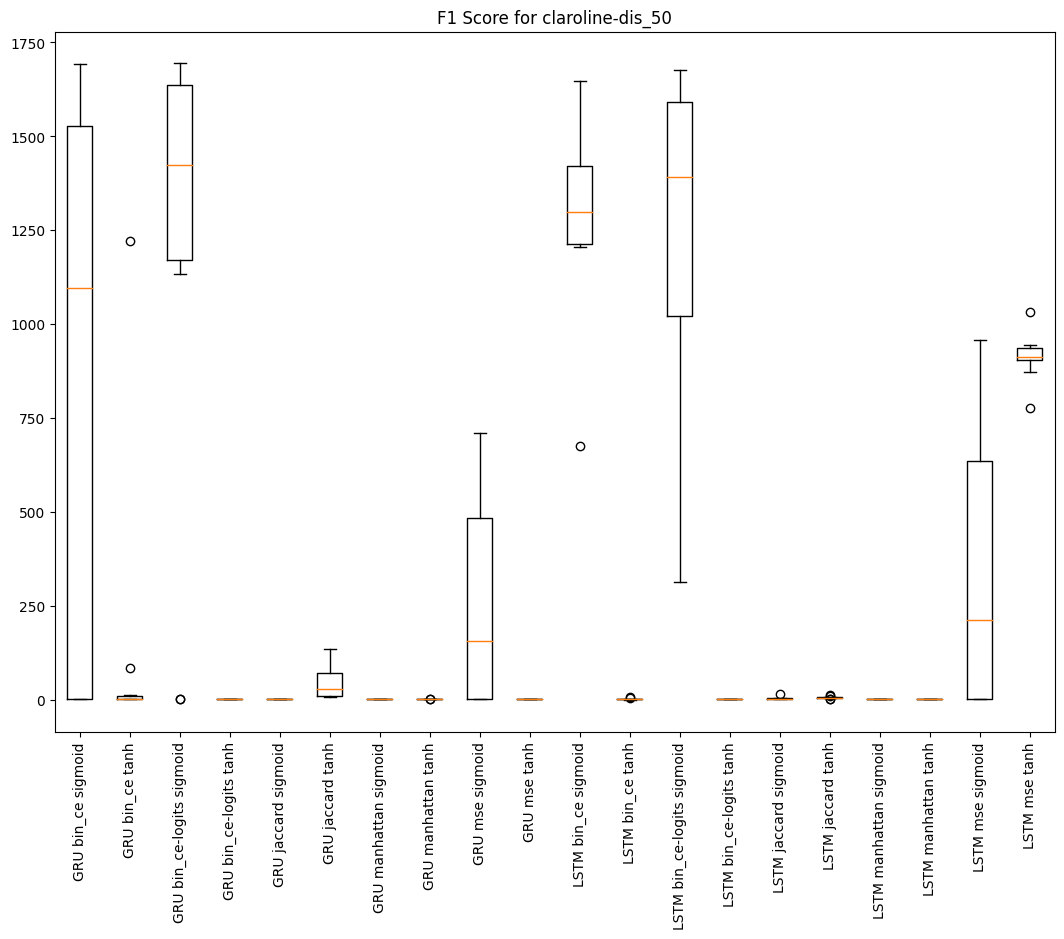 F1 Score for claroline-dis_50
1750
1500
1250
1000
750
500
250
0
GRU bin_ce sigmoid
GRU bin_ce tanh
GRU bin_ce-logits sigmoid
GRU bin_ce-logits tanh
GRU jaccard sigmoid
GRU jaccard tanh
GRU manhattan sigmoid
GRU manhattan tanh
GRU mse sigmoid
GRU mse tanh
LSTM bin_ce sigmoid
LSTM bin_ce tanh
LSTM bin_ce-logits sigmoid
LSTM bin_ce-logits tanh
LSTM jaccard sigmoid
LSTM jaccard tanh
LSTM manhattan sigmoid
LSTM manhattan tanh
LSTM mse sigmoid
LSTM mse tanh